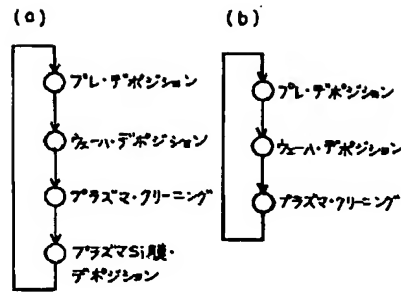 (a)
プレ・デポジション
ウェーハ・デポジション
プラズマ・クリーニング
プラズマSi膜・
デポジション
(b)
プレ・デポジション
ウェーハ・デポジション
プラズマ・クリーニング